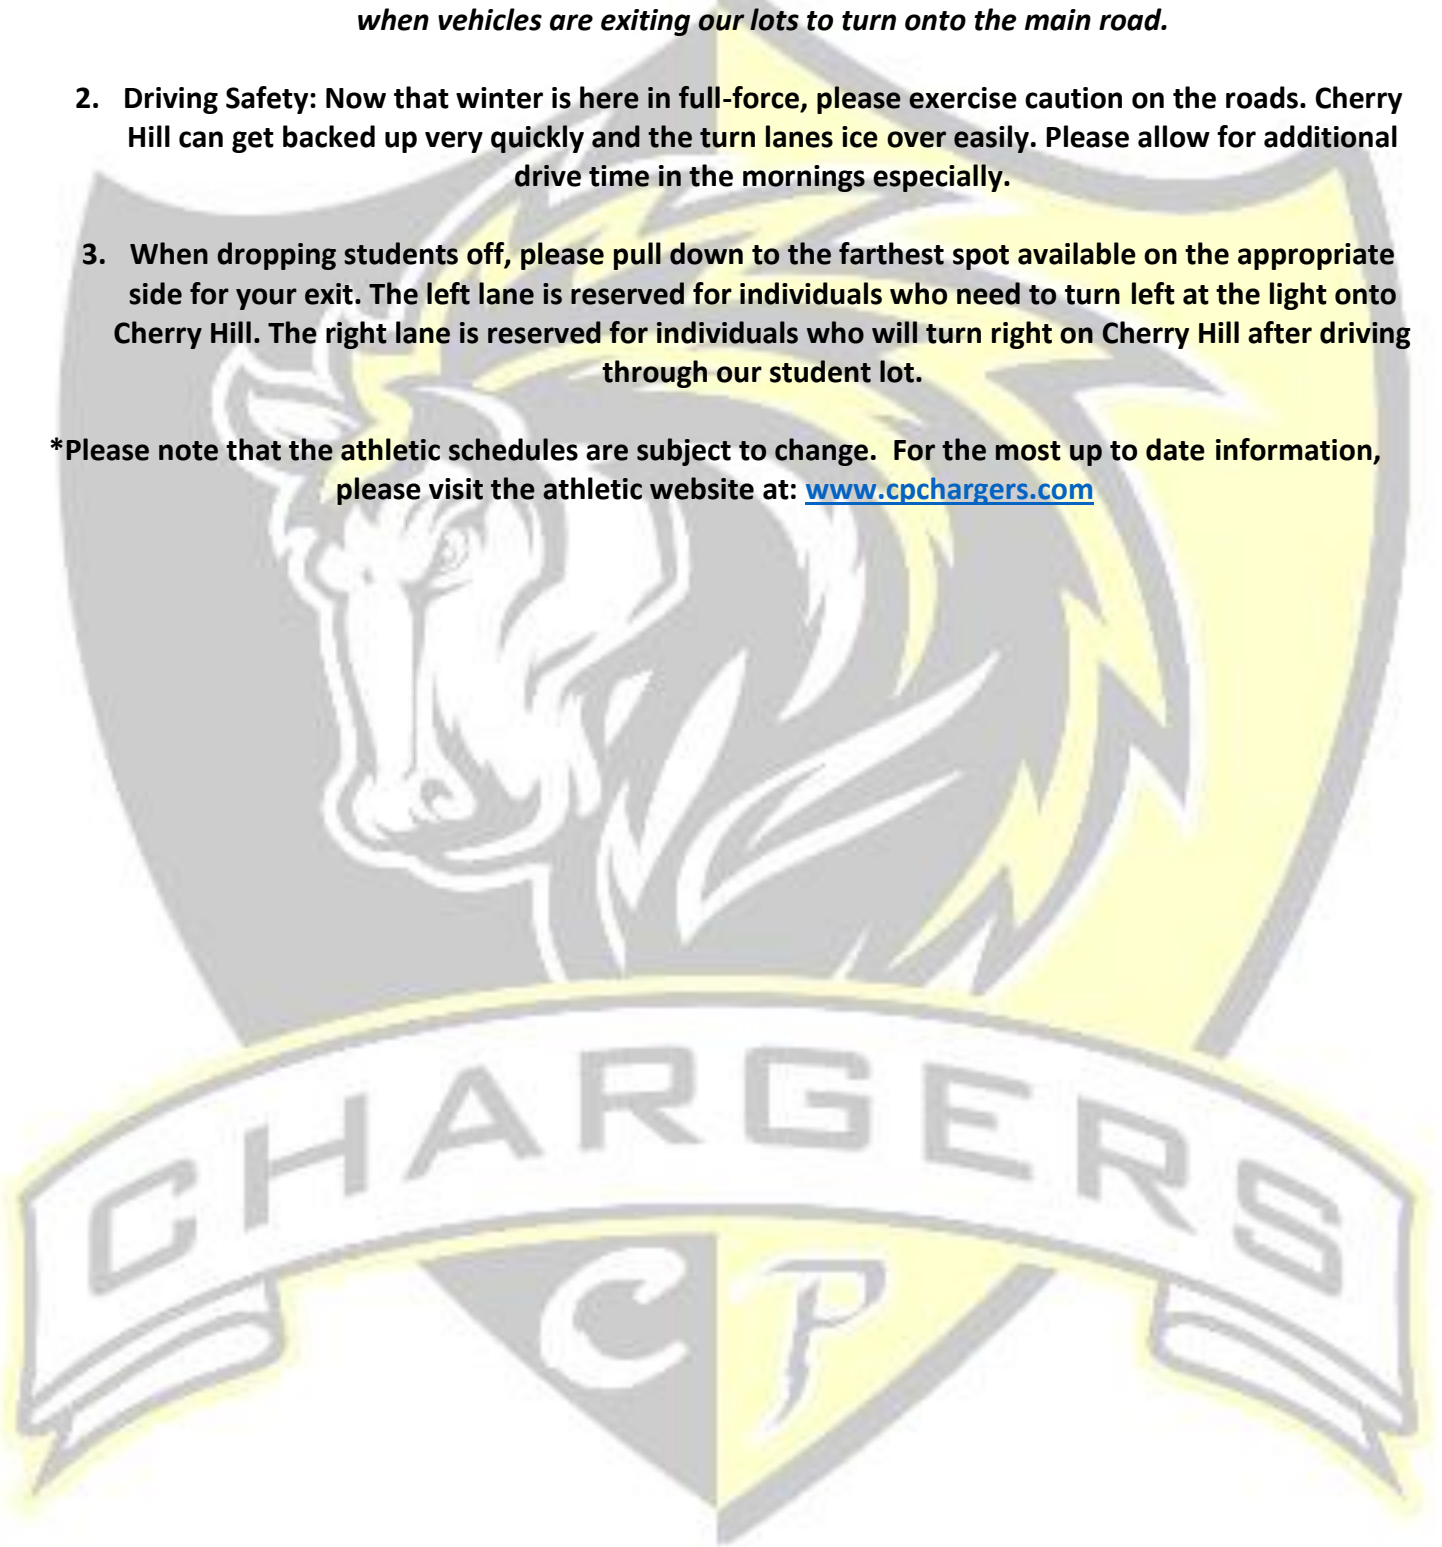 when vehicles are exiting our lots to turn onto the main road.
2. Driving Safety: Now that winter is here in full-force, please exercise caution on the roads. Cherry
Hill can get backed up very quickly and the turn lanes ice over easily. Please allow for additional
drive time in the mornings especially.
3. When dropping students off, please pull down to the farthest spot available on the appropriate
side for your exit. The left lane is reserved for individuals who need to turn left at the light onto
Cherry Hill. The right lane is reserved for individuals who will turn right on Cherry Hill after driving
through our student lot.
*Please note that the athletic schedules are subject to change.  For the most up to date information,
please visit the athletic website at: www.cpchargers.com
CHARGERS
CP